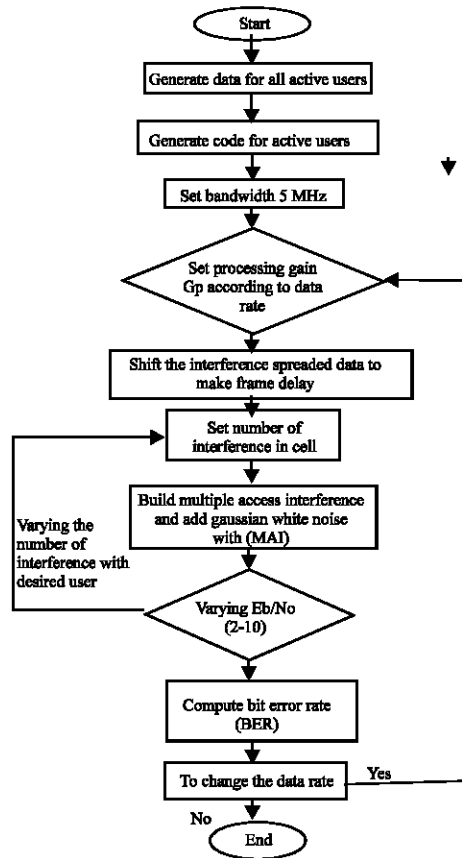 Start
Generate data for all active users
Generate code for active users
Set bandwidth 5 MHz
Set processing gain
Gp according to data
rate
Shift the interference spreaded data to
make frame delay
Set number of
interference in cell
Build multiple access interference
and add gaussian white noise
with (MAI)
Varying the
number of
interference with
desired user
Varying Eb/No
(2-10)
Compute bit error rate
(BER)
To change the data rate
Yes
No
End